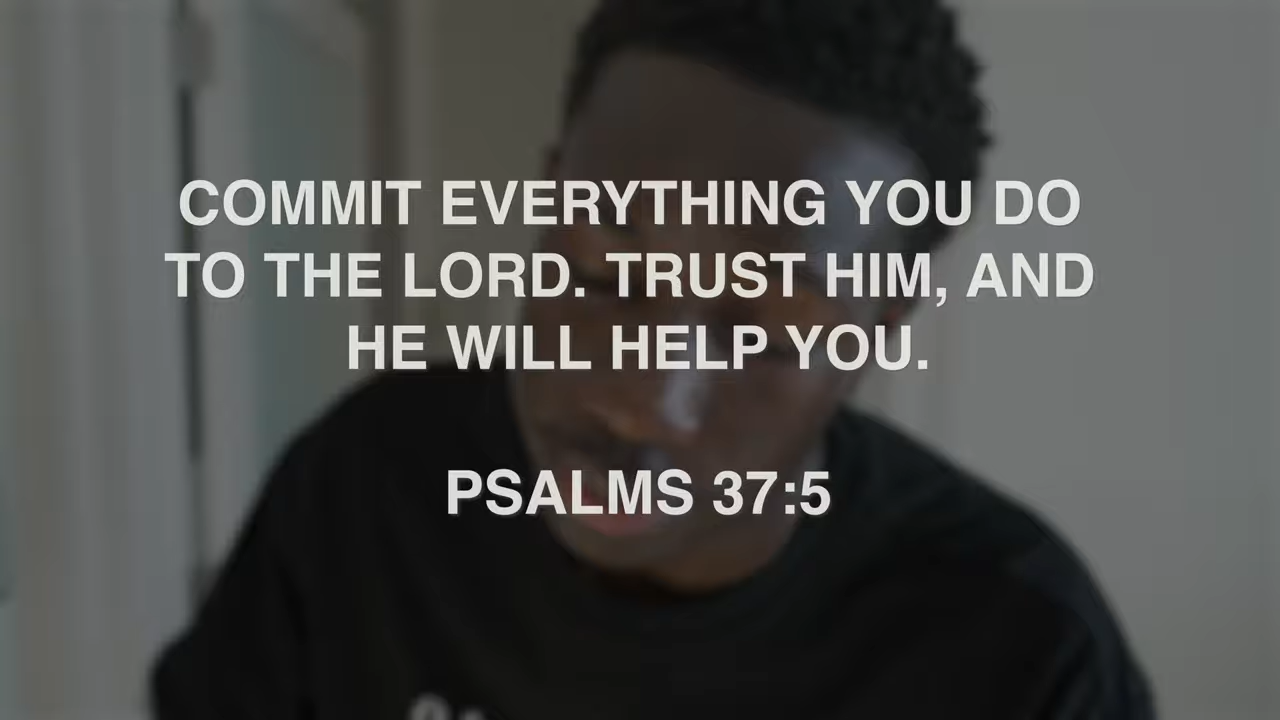 COMMIT EVERYTHING YOU DO
TO THE LORD. TRUST HIM, AND
HE WILL HELP YOU.
PSALMS 37:5